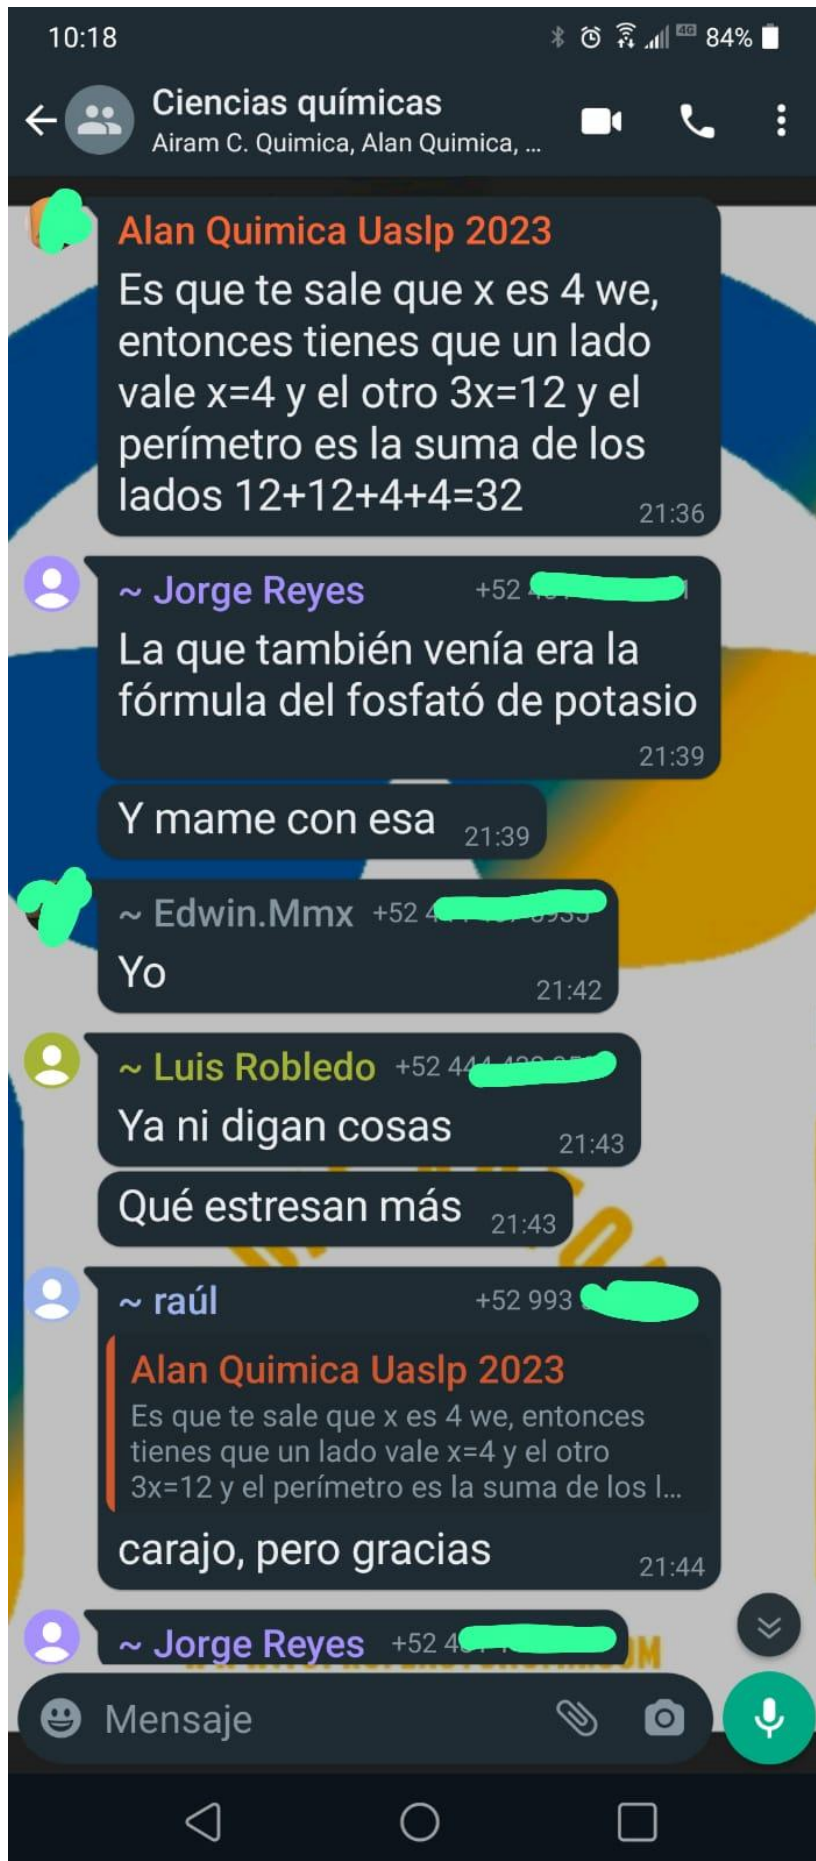 10:18
4G 84%
Ciencias químicas
Airam C. Quimica, Alan Quimica, ...
Alan Quimica Uaslp 2023
Es que te sale que x es 4 we,
entonces tienes que un lado
vale x=4 y el otro 3x=12 y el
perímetro es la suma de los
lados 12+12+4+4=32
21:36
~ Jorge Reyes +52
La que también venía era la
fórmula del fosfató de potasio
21:39
Y mame con esa 21:39
~ Edwin.Mmx +52
Yo
21:42
~ Luis Robledo +52
Ya ni digan cosas
21:43
Qué estresan más 21:43
~ raúl +52 993
Alan Quimica Uaslp 2023
Es que te sale que x es 4 we, entonces
tienes que un lado vale x=4 y el otro
3x=12 y el perímetro es la suma de los l...
carajo, pero gracias
21:44
~ Jorge Reyes +52
Mensaje